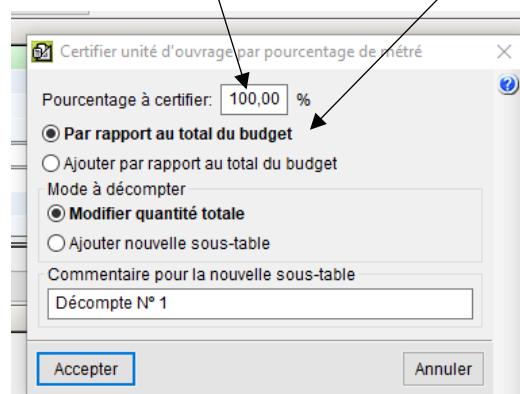 Certifier unité d'ouvrage par pourcentage de métré
Pourcentage à certifier: 100,00 %
Par rapport au total du budget
Ajouter par rapport au total du budget
Mode à décompter
Modifier quantité totale
Ajouter nouvelle sous-table
Commentaire pour la nouvelle sous-table
Décompte Nº 1
Accepter Annuler